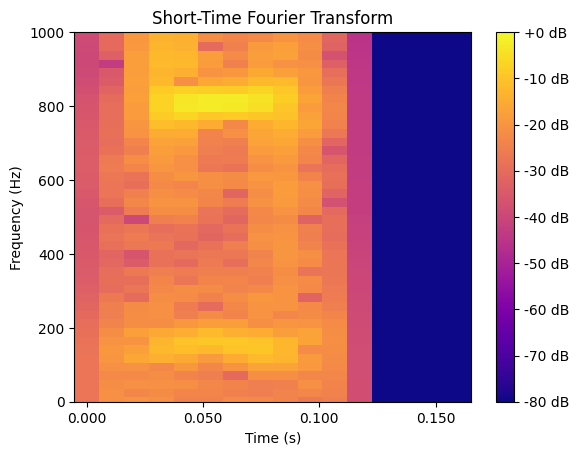 Short-Time Fourier Transform
Frequency (Hz)
1000
800
600
400
200
0
0.000
0.050
0.100
0.150
Time (s)
+0 dB
-10 dB
-20 dB
-30 dB
-40 dB
-50 dB
-60 dB
-70 dB
-80 dB